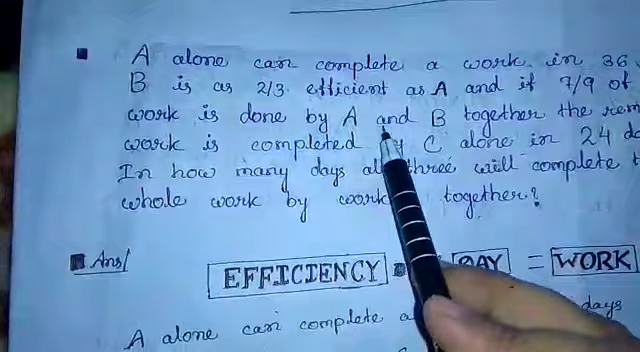 A alone can complete a work in 36
B is as 2/3 efficient as A and if 7/9 of
work is done by A and B together the rem
work is completed by C alone in 24 da
In how many days all three will complete t
whole work by work together?
Ans/
EFFICIENCY DAY = WORK
A alone can complete a days